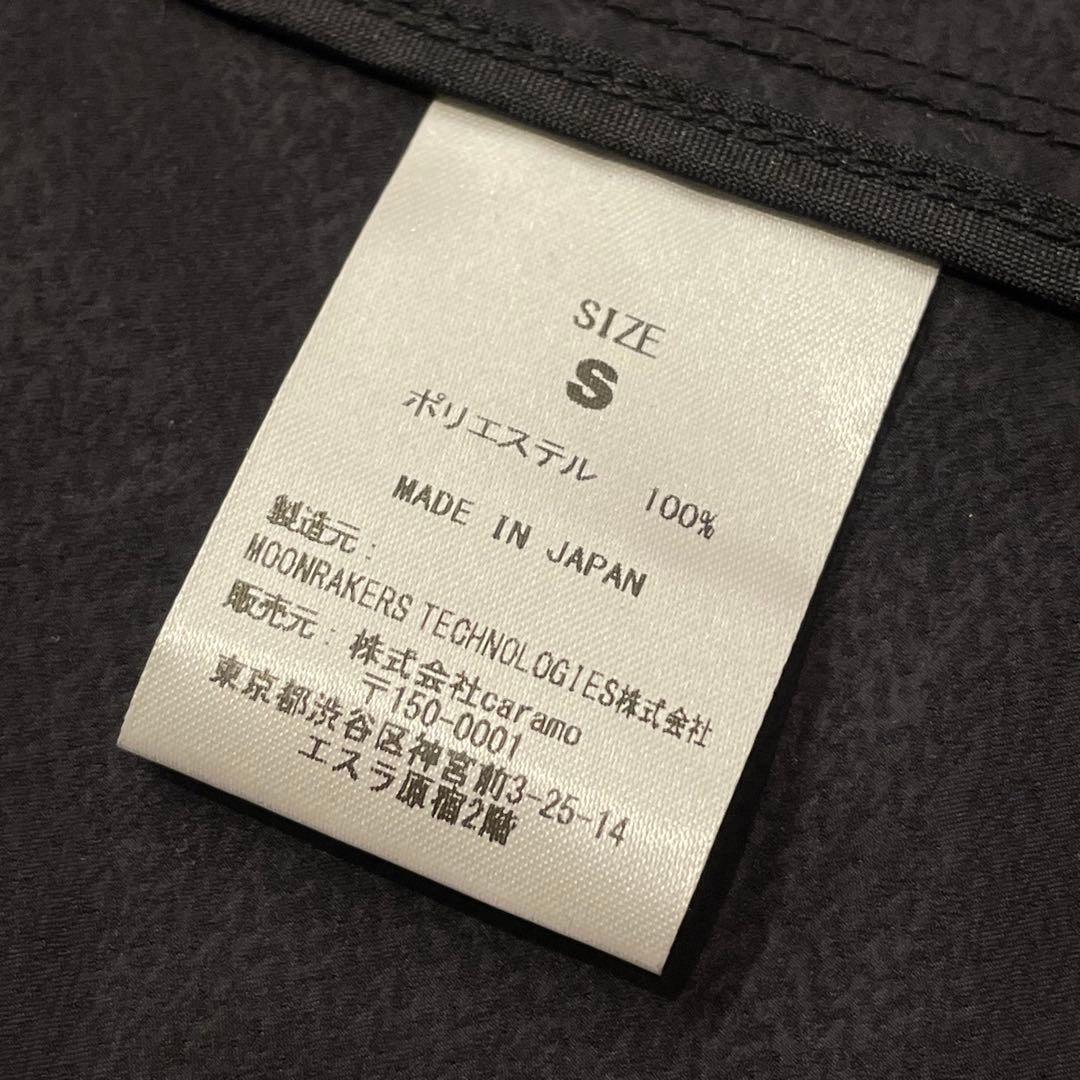 SIZE
S
ポリエステル 100%
MADE IN JAPAN
製造元：
MOONRAKERS TECHNOLOGIES株式会社
販売元：株式会社caramo
〒150-0001
東京都渋谷区神宮前3-25-14
エスラ原宿2階